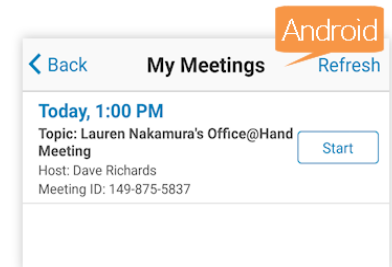 Android
Back
My Meetings
Refresh
Today, 1:00 PM
Topic: Lauren Nakamura's Office@Hand
Meeting
Start
Host: Dave Richards
Meeting ID: 149-875-5837